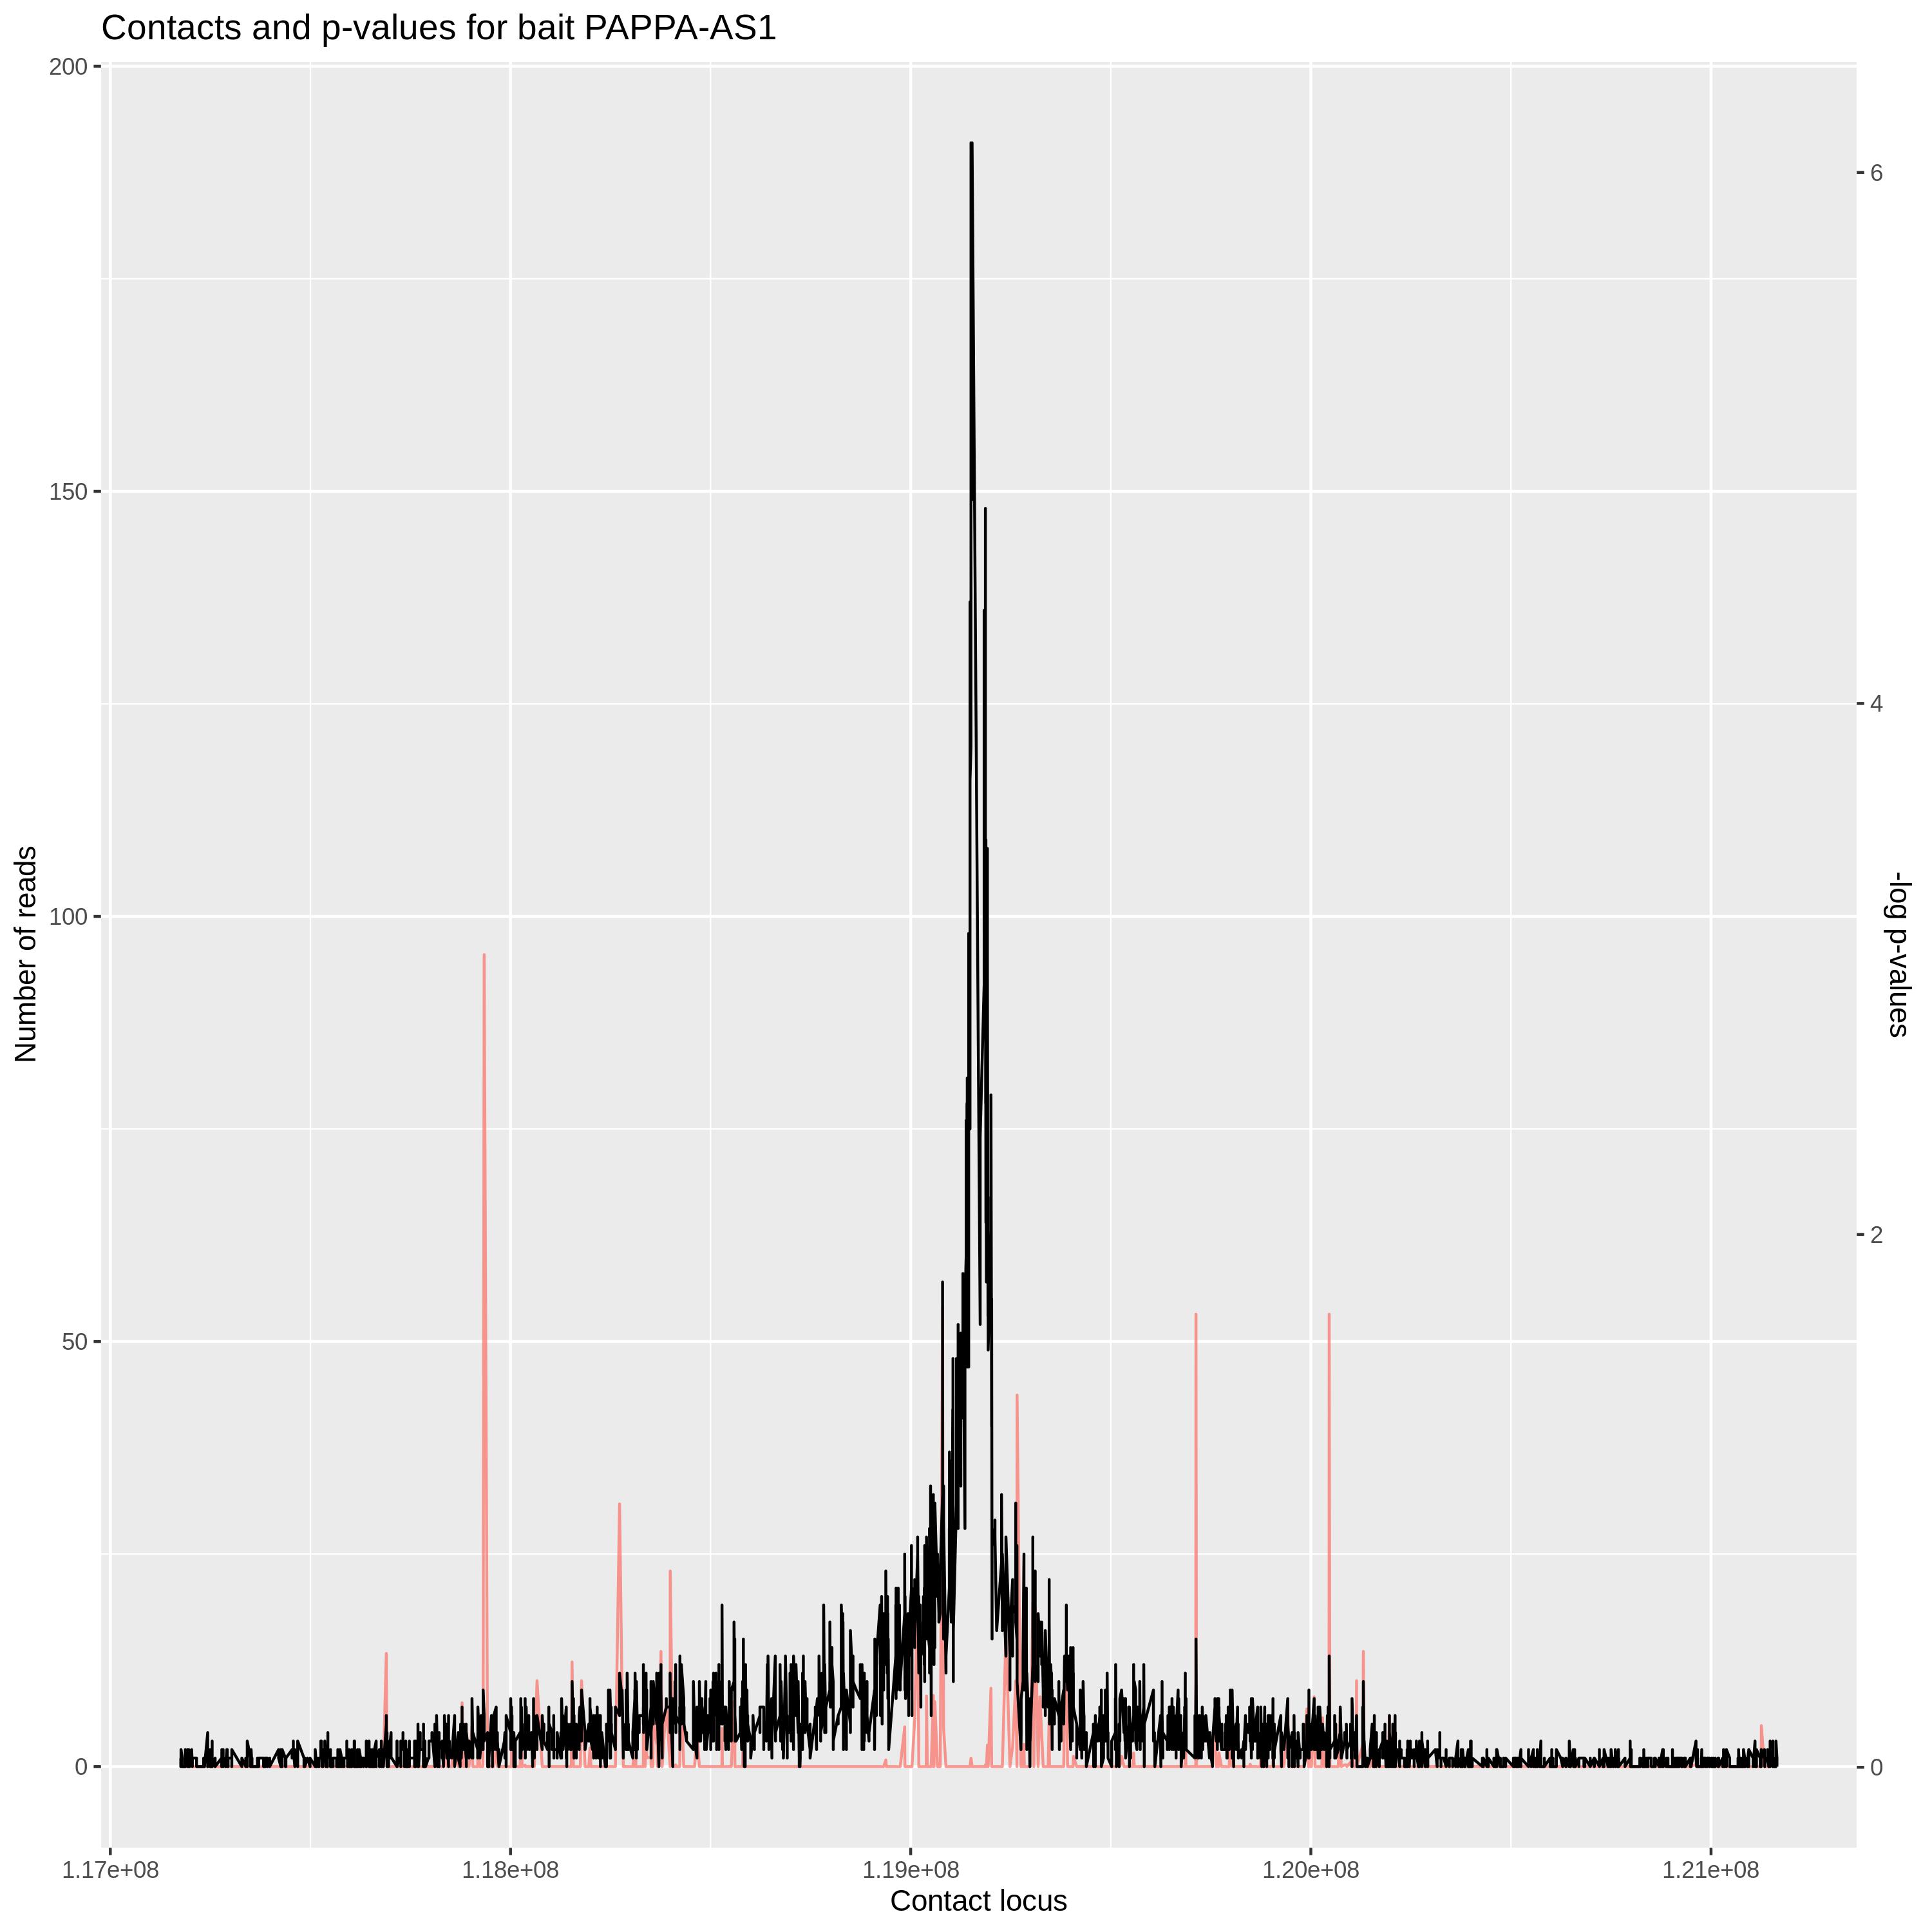 Contacts and p-values for bait PAPPA-AS1
200
150
100
50
0
Number of reads
6
4
2
0
-log p-values
1.17e+08 1.18e+08 1.19e+08 1.20e+08 1.21e+08
Contact locus